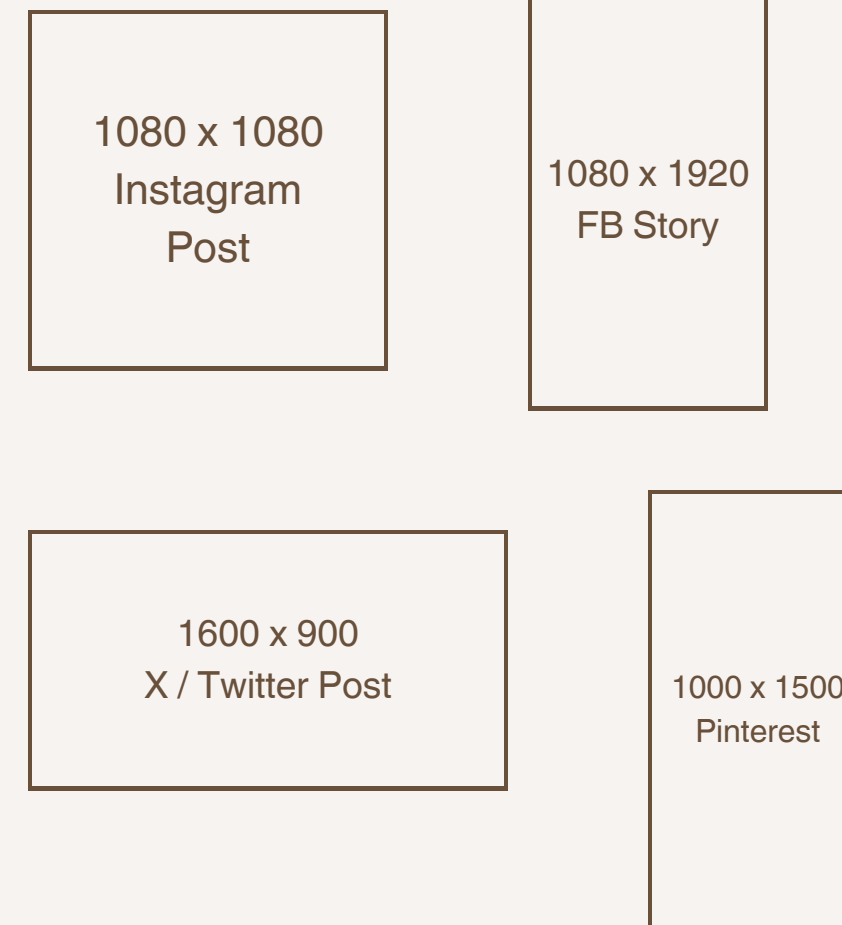 1080 x 1080
Instagram
Post
1080 x 1920
FB Story
1600 x 900
X / Twitter Post
1000 x 1500
Pinterest